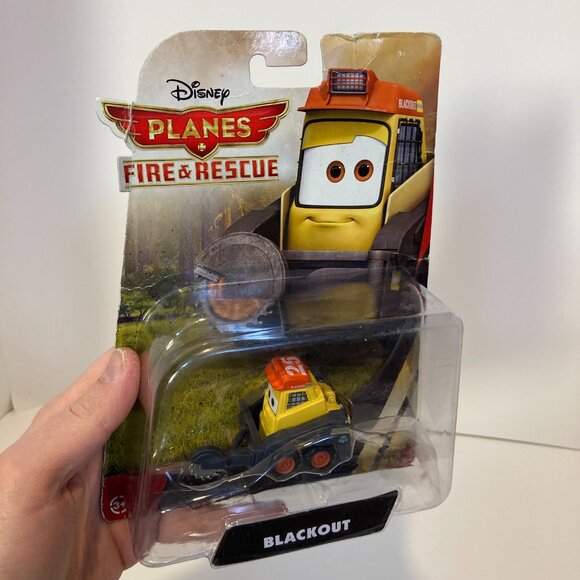 Disney
PLANES
FIRE & RESCUE
BLACKOUT
25
3+
BLACKOUT